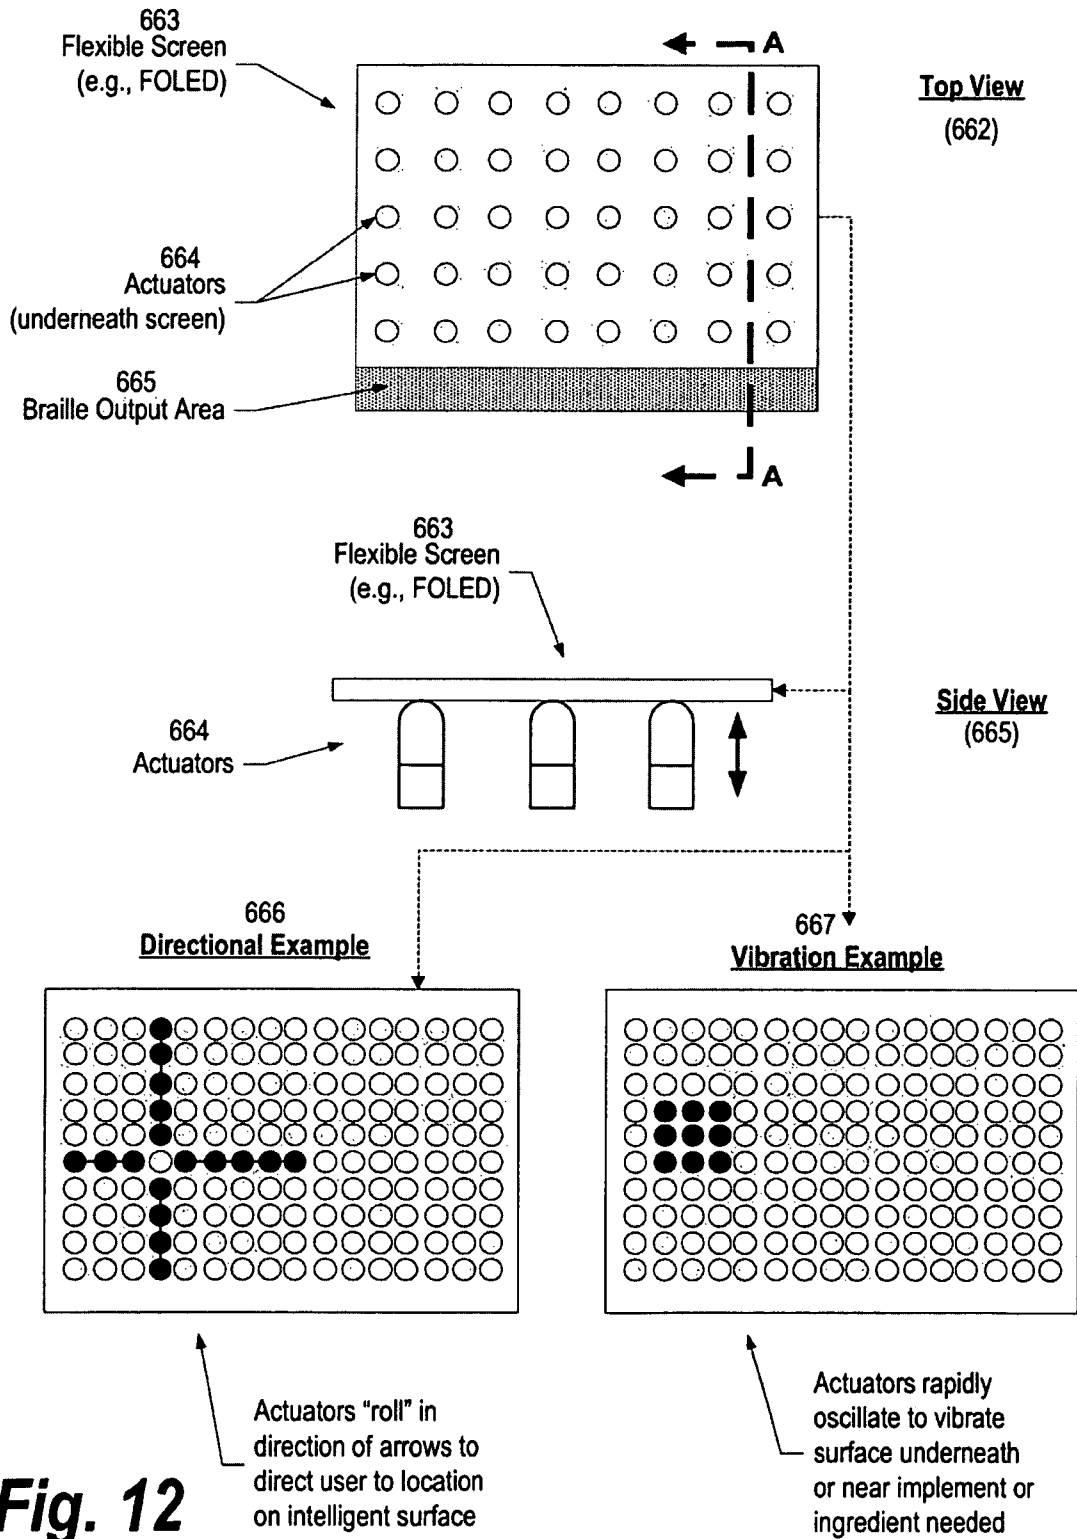 663
Flexible Screen
(e.g., FOLED)
A
Top View
(662)
664
Actuators
(underneath screen)
665
Braille Output Area
A
663
Flexible Screen
(e.g., FOLED)
Side View
(665)
664
Actuators
666
Directional Example
667
Vibration Example
Actuators “roll” in
direction of arrows to
direct user to location
on intelligent surface
Actuators rapidly
oscillate to vibrate
surface underneath
or near implement or
ingredient needed
Fig. 12